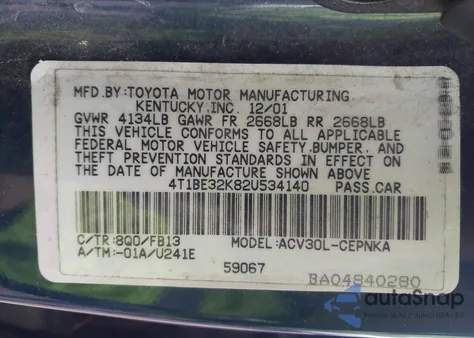 MFD.BY:TOYOTA MOTOR MANUFACTURING
KENTUCKY,INC. 12/01
GVWR 4134LB GAWR FR 2668LB RR 2668LB
THIS VEHICLE CONFORMS TO ALL APPLICABLE
FEDERAL MOTOR VEHICLE SAFETY,BUMPER, AND
THEFT PREVENTION STANDARDS IN EFFECT ON
THE DATE OF MANUFACTURE SHOWN ABOVE
4T1BE32K82U534140 PASS.CAR
C/TR:8Q0/FB13 MODEL:ACV30L-CEPNKA
A/TM:-01A/U241E
59067 BA04840280
autoSnap